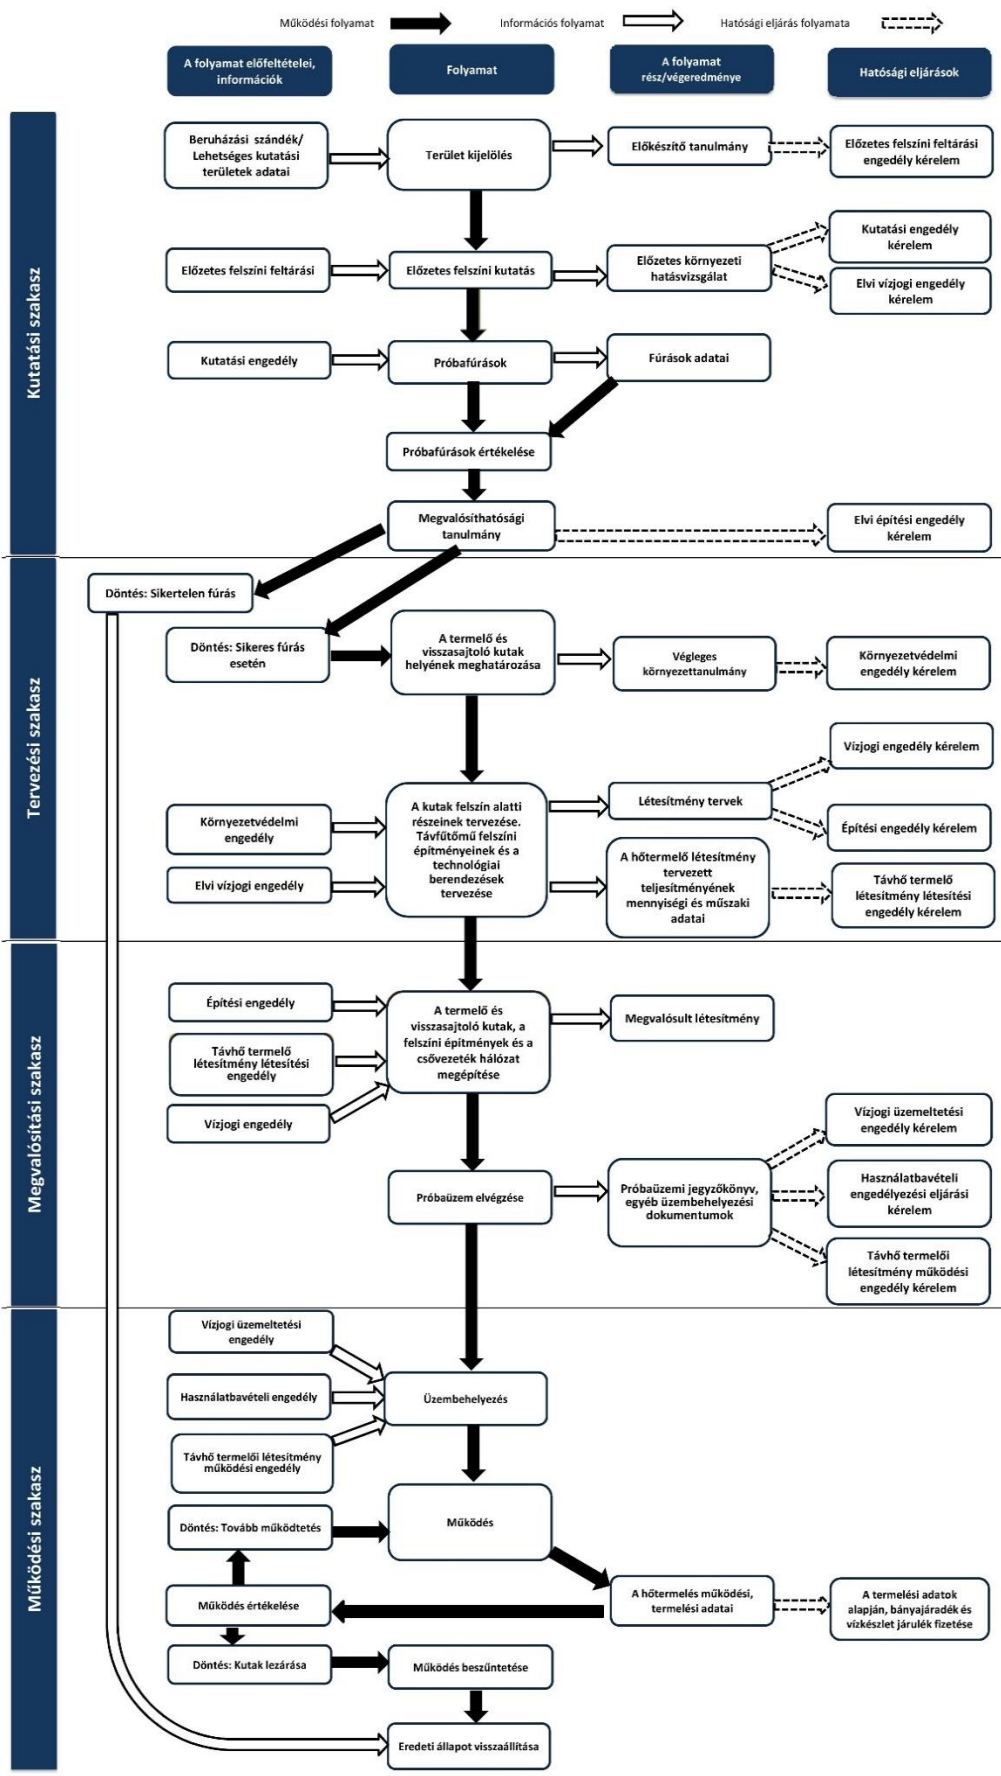 Működési folyamat
Információs folyamat
Hatósági eljárás folyamata
A folyamat előfeltételei,
információk
Folyamat
A folyamat
rész/végeredménye
Hatósági eljárások
Kutatási szakasz
Beruházási szándék/
Lehetséges kutatási
területek adatai
Terület kijelölés
Előkészítő tanulmány
Előzetes felszíni feltárási
engedély kérelem
Kutatási engedély
kérelem
Előzetes felszíni feltárási
Előzetes felszíni kutatás
Előzetes környezeti
hatásvizsgálat
Elvi vízjogi engedély
kérelem
Kutatási engedély
Próbafúrások
Fúrások adatai
Próbafúrások értékelése
Megvalósíthatósági
tanulmány
Elvi építési engedély
kérelem
Tervezési szakasz
Döntés: Sikertelen fúrás
Döntés: Sikeres fúrás
esetén
A termelő és
visszasajtoló kutak
helyének meghatározása
Végleges
környezettanulmány
Környezetvédelmi
engedély kérelem
Vízjogi engedély kérelem
Környezetvédelmi
engedély
Elvi vízjogi engedély
A kutak felszín alatti
részeinek tervezése.
Távfűtőmű felszíni
építményeinek és a
technológiai
berendezések
tervezése
Létesítmény tervek
Építési engedély kérelem
A hőtermelő létesítmény
tervezett
teljesítményének
mennyiségi és műszaki
adatai
Távhő termelő
létesítmény létesítési
engedély kérelem
Megvalósítási szakasz
Építési engedély
Távhő termelő
létesítmény létesítési
engedély
Vízjogi engedély
A termelő és
visszasajtoló kutak, a
felszíni építmények és a
csővezeték hálózat
megépítése
Megvalósult létesítmény
Vízjogi üzemeltetési
engedély kérelem
Próbaüzem elvégzése
Próbaüzemi jegyzőkönyv,
egyéb üzembehelyezési
dokumentumok
Használatbavételi
engedélyezési eljárási
kérelem
Távhő termelői
létesítmény működési
engedély kérelem
Működési szakasz
Vízjogi üzemeltetési
engedély
Használatbavételi engedély
Távhő termelői létesítmény
működési engedély
Üzembehelyezés
Döntés: Tovább működtetés
Működés
Működés értékelése
A hőtermelés működési,
termelési adatai
A termelési adatok
alapján, bányajáradék és
vízkészlet járulék fizetése
Döntés: Kutak lezárása
Működés beszűntetése
Eredeti állapot visszaállítása